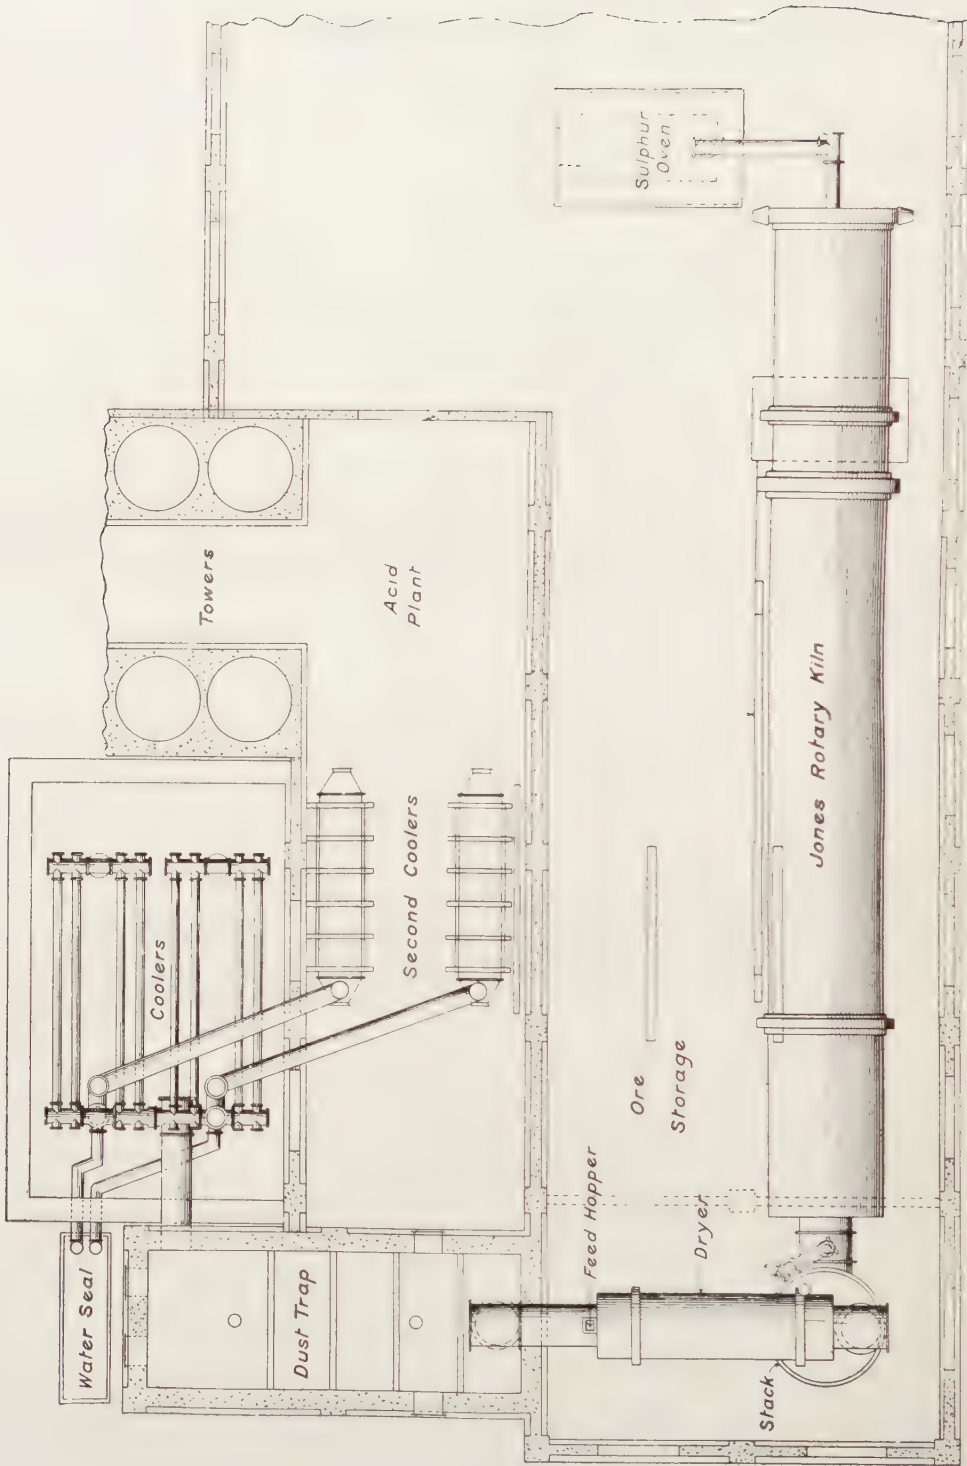 Sulphur
Oven
Towers
Acid
Plant
Jones Rotary Kiln
Second Coolers
Coolers
Ore
Storage
Feed Hopper
Dryer
Water Seal
Dust Trap
Stack